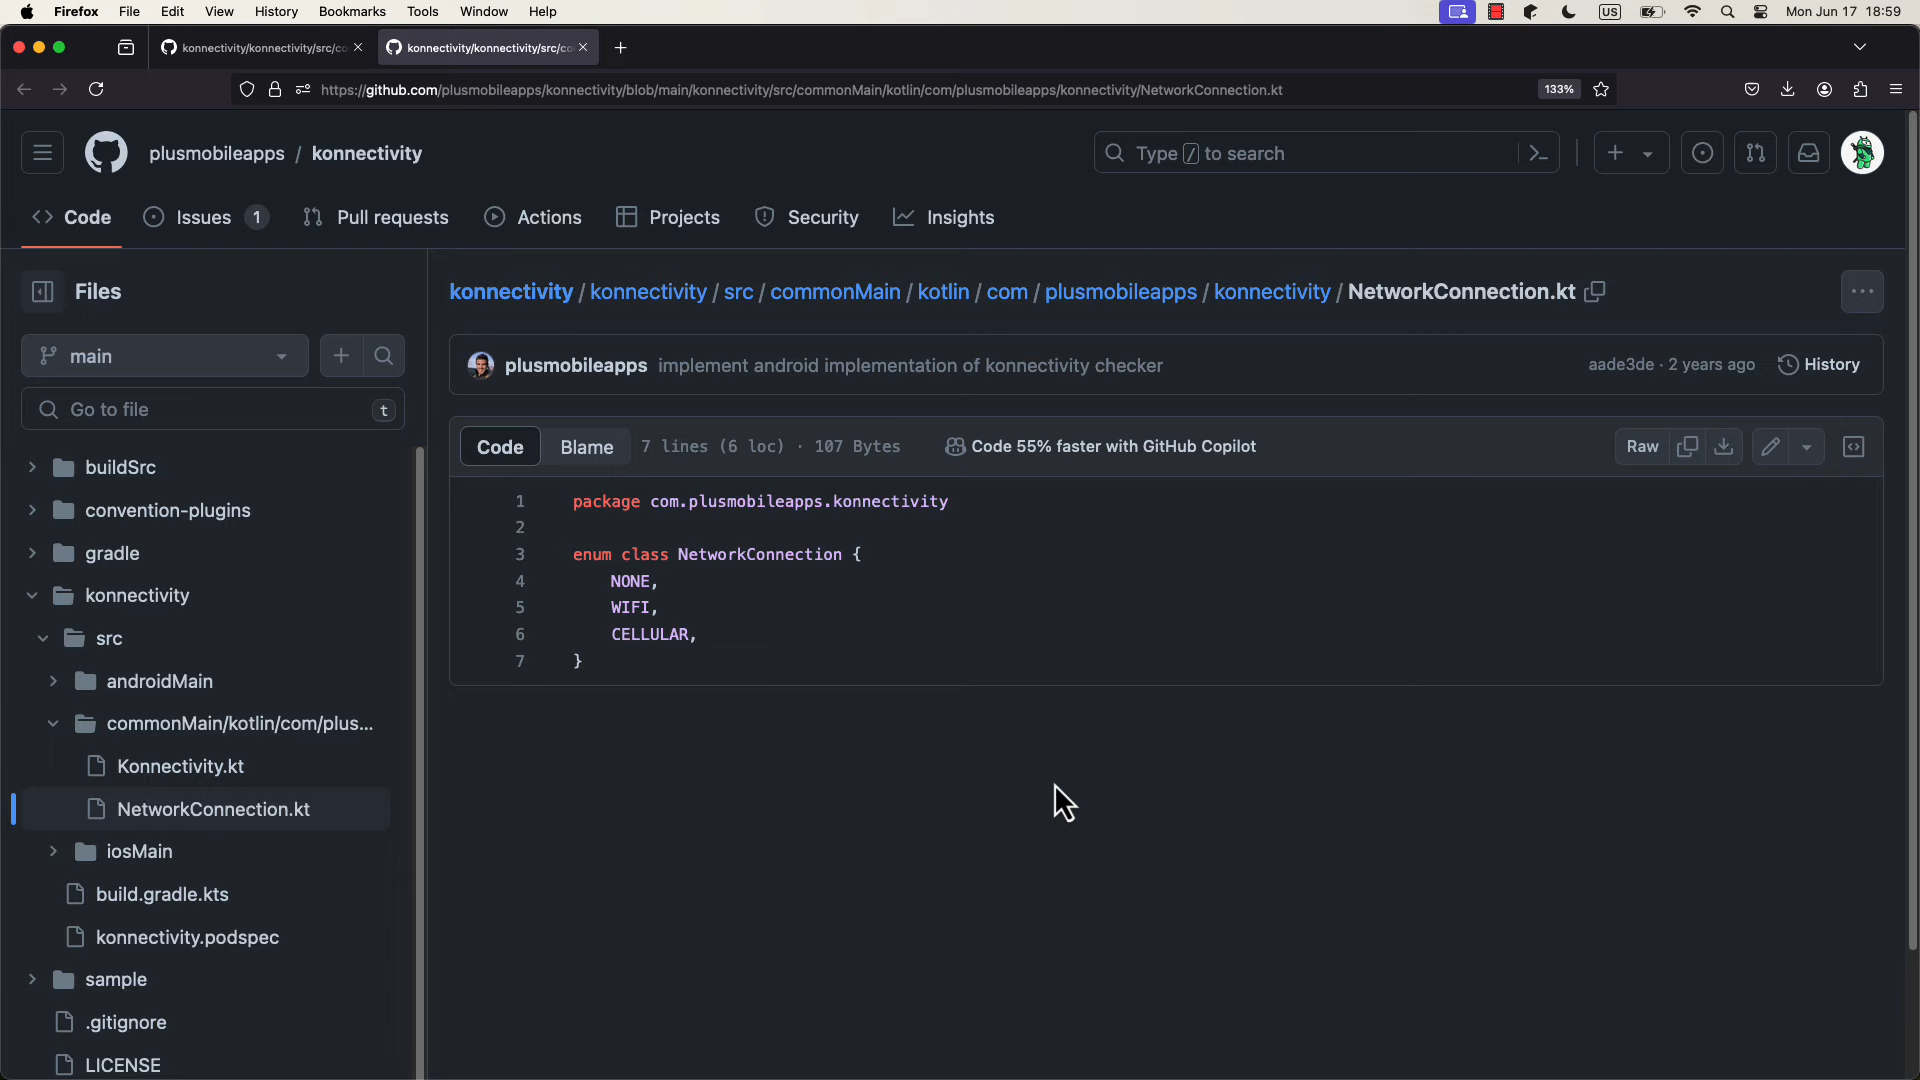 Firefox File Edit View History Bookmarks Tools Window Help US Mon Jun 17 18:59
konnectivity/konnectivity/src/co konnectivity/konnectivity/src/co
https://github.com/plusmobileapps/konnectivity/blob/main/konnectivity/src/commonMain/kotlin/com/plusmobileapps/konnectivity/NetworkConnection.kt 133%
plusmobileapps / konnectivity Type / to search
Code Issues 1 Pull requests Actions Projects Security Insights
Files
konnectivity / konnectivity / src / commonMain / kotlin / com / plusmobileapps / konnectivity / NetworkConnection.kt
main
plusmobileapps implement android implementation of konnectivity checker aade3de · 2 years ago History
Go to file t
Code Blame 7 lines (6 loc) · 107 Bytes Code 55% faster with GitHub Copilot Raw
buildSrc
convention-plugins
gradle
konnectivity
src
androidMain
commonMain/kotlin/com/plus...
Konnectivity.kt
NetworkConnection.kt
iosMain
build.gradle.kts
konnectivity.podspec
sample
.gitignore
LICENSE
1 package com.plusmobileapps.konnectivity
2
3 enum class NetworkConnection {
4 NONE,
5 WIFI,
6 CELLULAR,
7 }